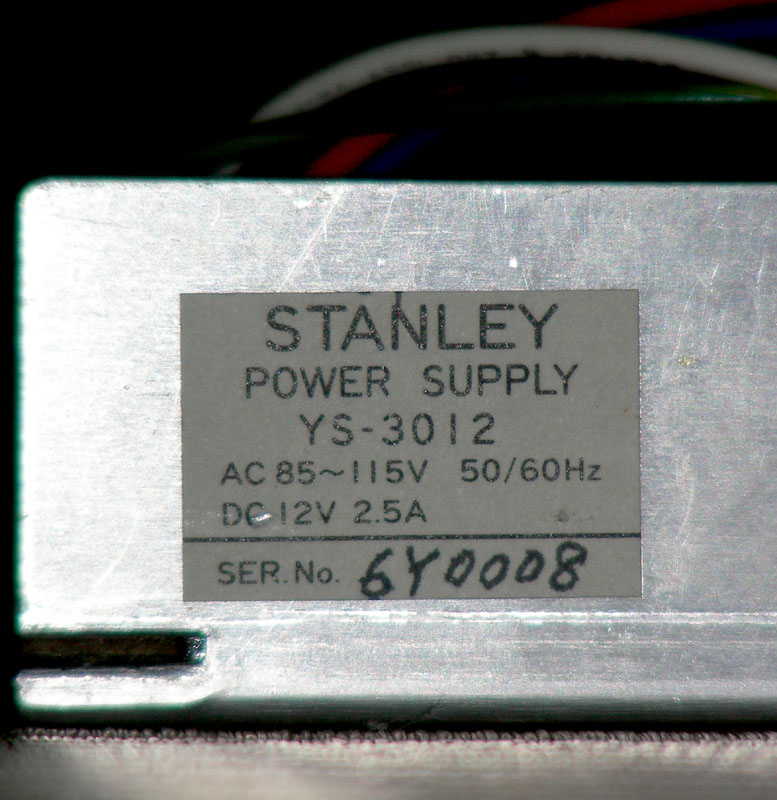 STANLEY
POWER SUPPLY
YS-3012
AC 85~115V 50/60Hz
DC 12V 2.5A
SER. No. 6Y0008